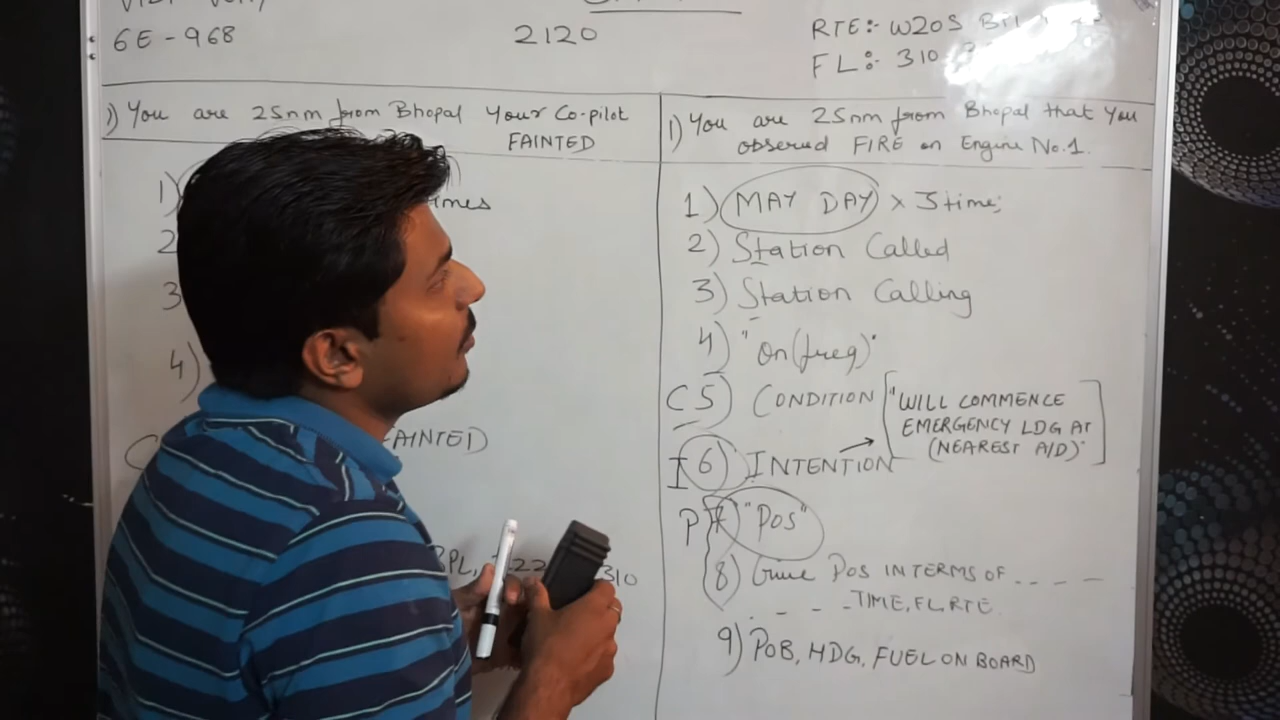 6E-968
2120
RTE:- W20S
FL:- 310
1) You are 25nm from Bhopal Your Co-pilot
FAINTED
1)
2
3
4)
FAINTED)
BPL,
310
1) You are 25nm from Bhopal that you
observed FIRE on Engine No.1.
1) MAY DAY x 3 time;
2) Station Called
3) Station Calling
4) "On (freq)"
C 5) CONDITION
["WILL COMMENCE
EMERGENCY LDG AT
(NEAREST A/D)"]
I 6) INTENTION
P 7) "POS"
8) Give POS IN TERMS OF - - - -
- - - TIME, FL, RTE.
9) POB, HDG, FUEL ON BOARD